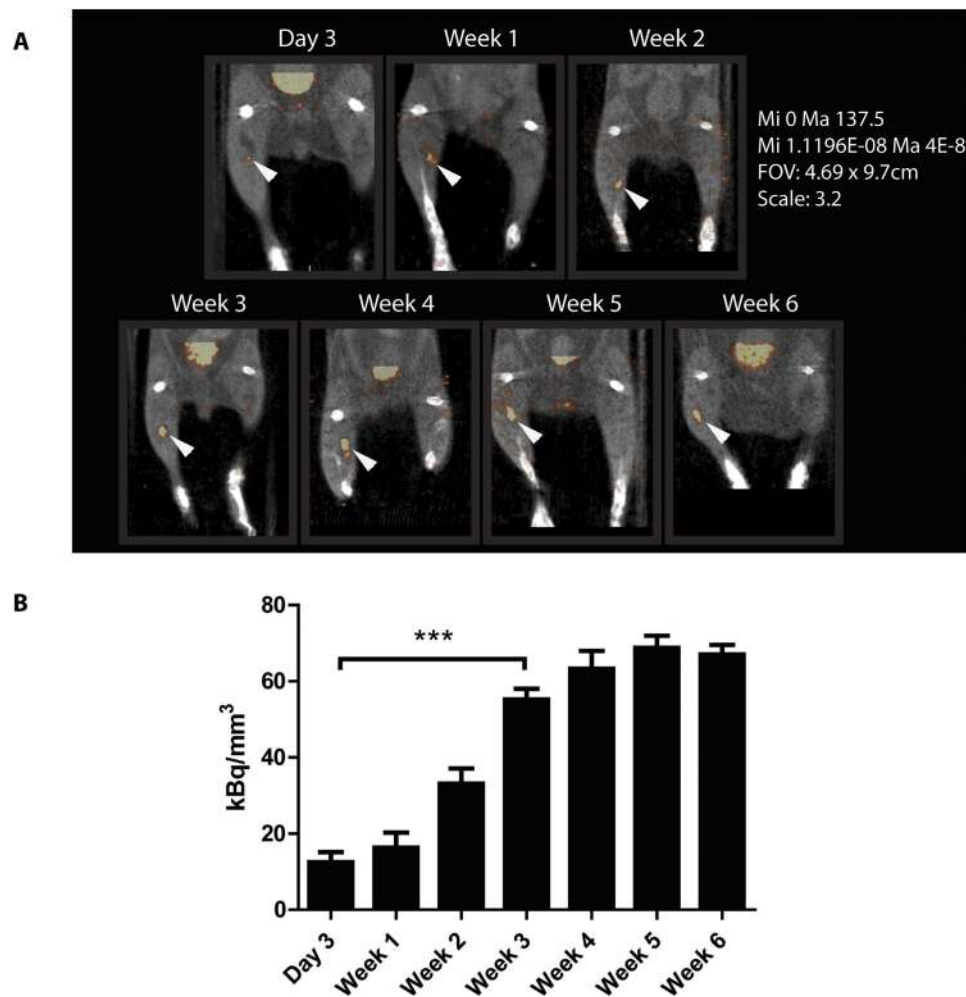 A
Day 3
Week 1
Week 2
Mi 0 Ma 137.5
Mi 1.1196E-08 Ma 4E-8
FOV: 4.69 x 9.7cm
Scale: 3.2
Week 3
Week 4
Week 5
Week 6
B
80
60
40
20
0
kBq/mm³
***
Day 3
Week 1
Week 2
Week 3
Week 4
Week 5
Week 6